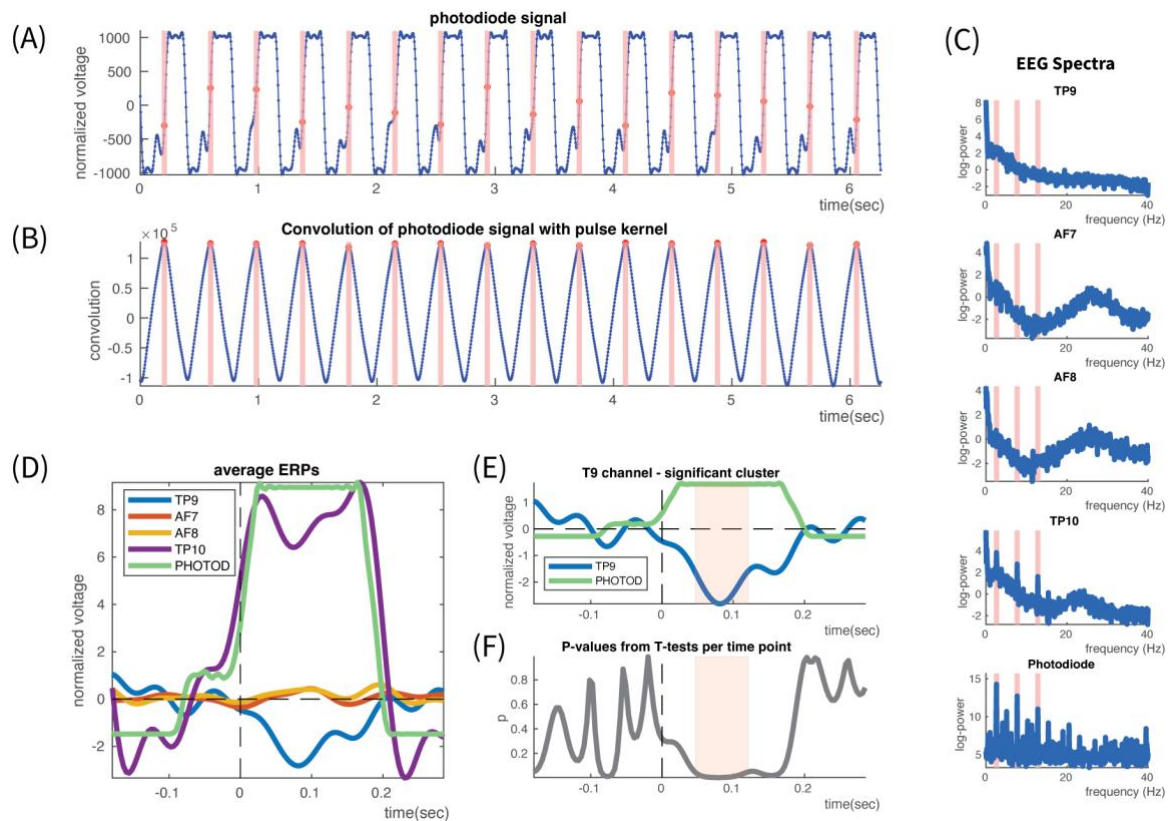 (A)
photodiode signal
normalized voltage
1000
500
0
-500
-1000
0 1 2 3 4 5 6
time(sec)
(B)
× 10 5
Convolution of photodiode signal with pulse kernel
convolution
1
0.5
0
-0.5
-1
0 1 2 3 4 5 6
time(sec)
(C)
EEG Spectra
TP9
log-power
8
6
4
2
0
-2
0 20 40
frequency (Hz)
AF7
log-power
4
2
0
-2
0 20 40
frequency (Hz)
AF8
log-power
4
2
0
-2
0 20 40
frequency (Hz)
TP10
log-power
4
2
0
-2
0 20 40
frequency (Hz)
Photodiode
log-power
15
10
5
0 20 40
frequency (Hz)
(D)
average ERPs
normalized voltage
8
6
4
2
0
-2
TP9
AF7
AF8
TP10
PHOTOD
-0.1 0 0.1 0.2
time(sec)
(E)
T9 channel - significant cluster
normalized voltage
1
0
-1
-2
TP9
PHOTOD
-0.1 0 0.1 0.2
time(sec)
(F)
P-values from T-tests per time point
p
0.8
0.6
0.4
0.2
-0.1 0 0.1 0.2
time(sec)